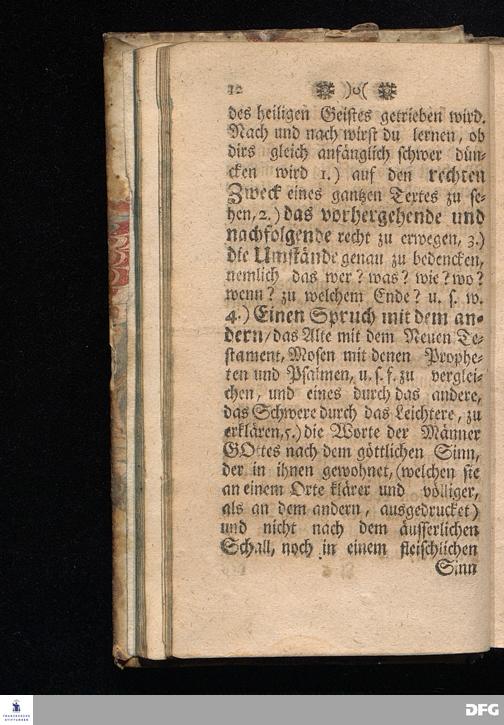 12 )o(
des heiligen Geistes getrieben wird.
Nach und nach wirst du lernen, ob
dirs gleich anfänglich schwer dün-
cken wird 1.) auf den rechten
Zweck eines gantzen Textes zu se-
hen, 2.) das vorhergehende und
nachfolgende recht zu erwegen, 3.)
die Umstände genau zu bedencken,
nemlich das wer? was? wie? wo?
wenn? zu welchem Ende? u. s. w.
4.) Einen Spruch mit dem an-
dern/ das Alte mit dem Neuen Te-
stament, Mosen mit denen Prophe-
ten und Psalmen, u. s. f. zu verglei-
chen, und eines durch das andere,
das Schwere durch das Leichtere, zu
erklären, 5.) die Worte der Männer
GOttes nach dem göttlichen Sinn,
der in ihnen gewohnet, (welchen sie
an einem Orte klärer und völliger,
als an dem andern, ausgedrucket)
und nicht nach dem äusserlichen
Schall, noch in einem fleischlichen
Sinn
FRANCKESCHE
STIFTUNGEN
DFG